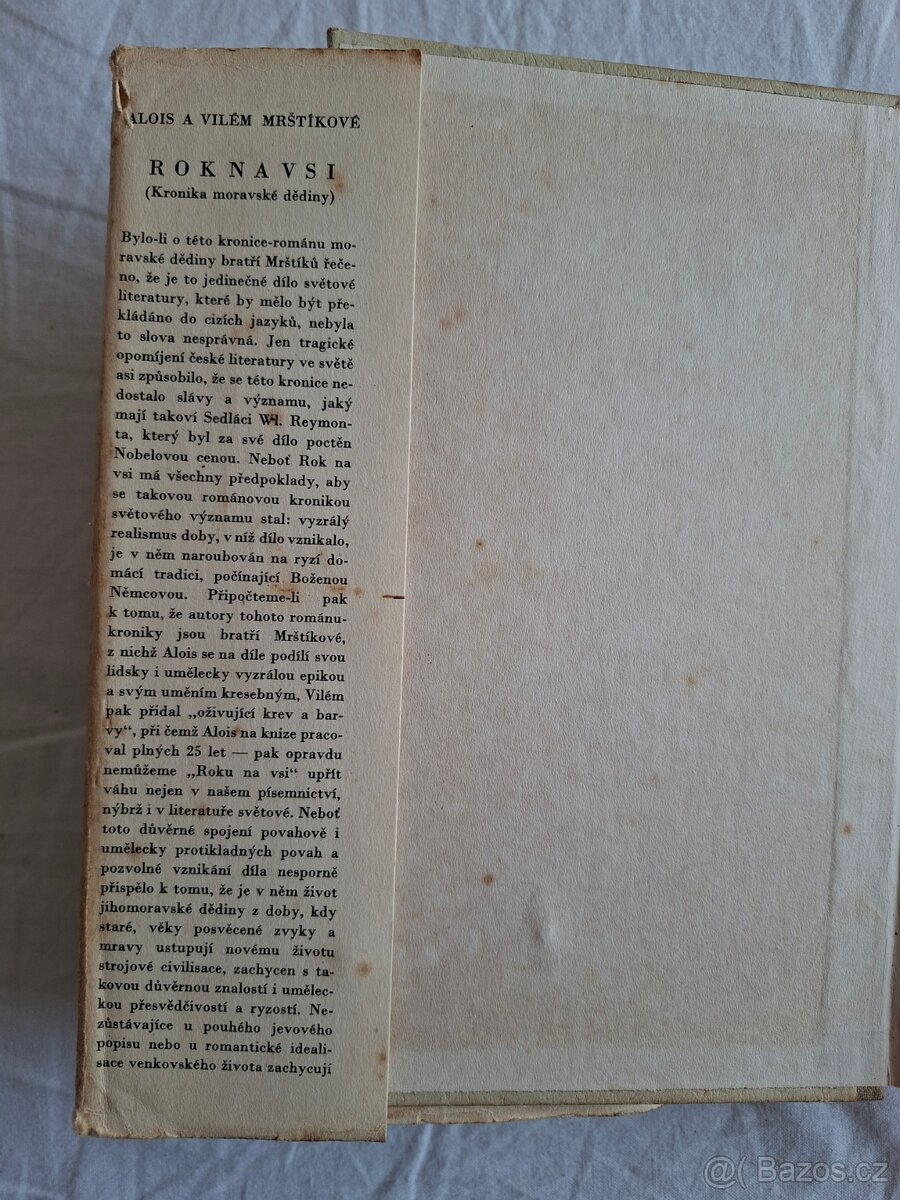 ALOIS A VILÉM MRŠTÍKOVÉ
ROK NA VSI
(Kronika moravské dědiny)
Bylo-li o této kronice-románu mo-
ravské dědiny bratří Mrštíků řeče-
no, že je to jedinečné dílo světové
literatury, které by mělo být pře-
kládáno do cizích jazyků, nebyla
to slova nesprávná. Jen tragické
opomíjení české literatury ve světě
asi způsobilo, že se této kronice ne-
dostalo slávy a významu, jaký
mají takoví Sedláci Wl. Reymon-
ta, který byl za své dílo poctěn
Nobelovou cenou. Neboť Rok na
vsi má všechny předpoklady, aby
se takovou románovou kronikou
světového významu stal: vyzrálý
realismus doby, v níž dílo vznikalo,
je v něm naroubován na ryzí do-
mácí tradici, počínající Boženou
Němcovou. Připočteme-li pak
k tomu, že autory tohoto románu-
kroniky jsou bratří Mrštíkové,
z nichž Alois se na díle podílí svou
lidsky i umělecky vyzrálou epikou
a svým uměním kresebným, Vilém
pak přidal „oživující krev a bar-
vy“, při čemž Alois na knize praco-
val plných 25 let — pak opravdu
nemůžeme „Roku na vsi“ upřít
váhu nejen v našem písemnictví,
nýbrž i v literatuře světové. Neboť
toto důvěrné spojení povahově i
umělecky protikladných povah a
pozvolné vznikání díla nesporně
přispělo k tomu, že je v něm život
jihomoravské dědiny z doby, kdy
staré, věky posvěcené zvyky a
mravy ustupují novému životu
strojové civilisace, zachycen s ta-
kovou důvěrnou znalostí i umělec-
kou přesvědčivostí a ryzostí. Ne-
zůstávajíce u pouhého jevového
popisu nebo u romantické ideali-
sace venkovského života zachycují
@( Bazos.cz